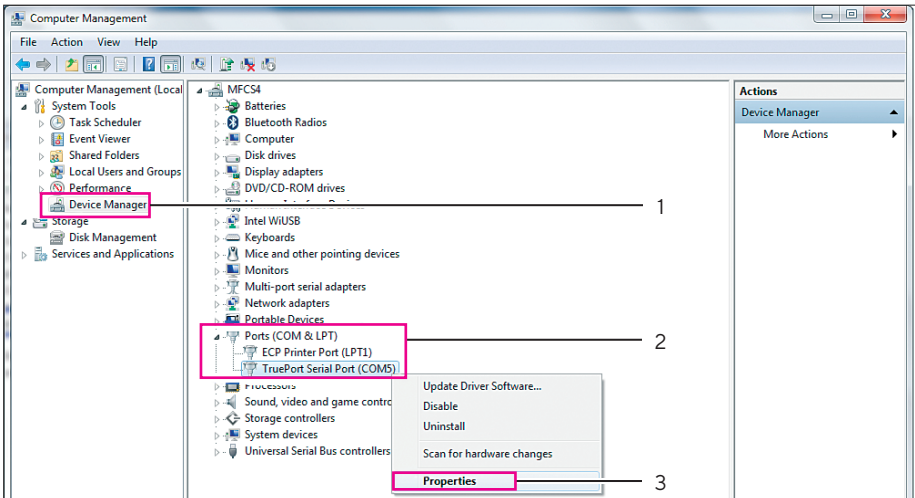 Computer Management
File Action View Help
Computer Management (Local
System Tools
Task Scheduler
Event Viewer
Shared Folders
Local Users and Groups
Performance
Device Manager
Storage
Disk Management
Services and Applications
MFCS4
Batteries
Bluetooth Radios
Computer
Disk drives
Display adapters
DVD/CD-ROM drives
Intel WiUSB
Keyboards
Mice and other pointing devices
Monitors
Multi-port serial adapters
Network adapters
Portable Devices
Ports (COM & LPT)
ECP Printer Port (LPT1)
TruePort Serial Port (COM5)
Processors
Sound, video and game contro
Storage controllers
System devices
Universal Serial Bus controllers
Update Driver Software...
Disable
Uninstall
Scan for hardware changes
Properties
Actions
Device Manager
More Actions
1
2
3